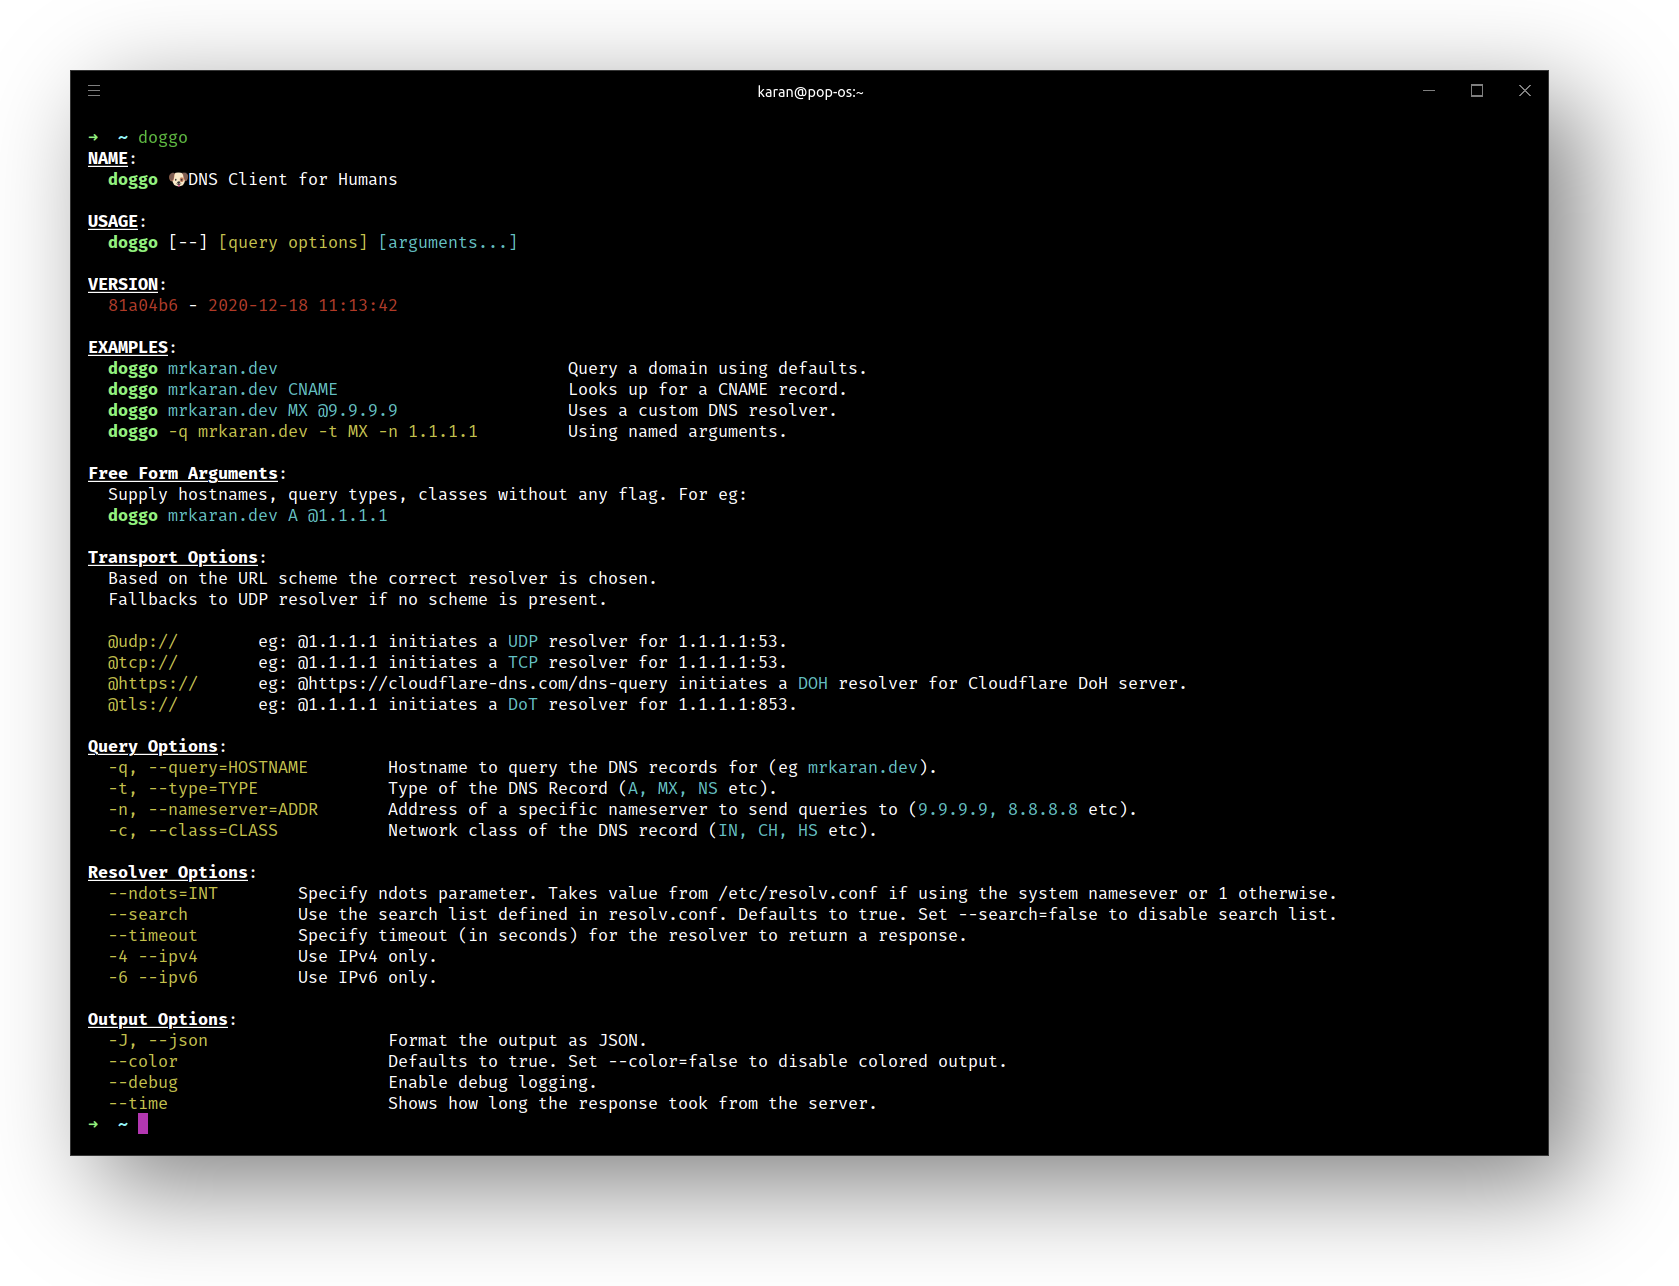 karan@pop-os:~
➜ ~ doggo
NAME:
doggo 🐶DNS Client for Humans
USAGE:
doggo [--] [query options] [arguments...]
VERSION:
81a04b6 - 2020-12-18 11:13:42
EXAMPLES:
doggo mrkaran.dev Query a domain using defaults.
doggo mrkaran.dev CNAME Looks up for a CNAME record.
doggo mrkaran.dev MX @9.9.9.9 Uses a custom DNS resolver.
doggo -q mrkaran.dev -t MX -n 1.1.1.1 Using named arguments.
Free Form Arguments:
Supply hostnames, query types, classes without any flag. For eg:
doggo mrkaran.dev A @1.1.1.1
Transport Options:
Based on the URL scheme the correct resolver is chosen.
Fallbacks to UDP resolver if no scheme is present.
@udp:// eg: @1.1.1.1 initiates a UDP resolver for 1.1.1.1:53.
@tcp:// eg: @1.1.1.1 initiates a TCP resolver for 1.1.1.1:53.
@https:// eg: @https://cloudflare-dns.com/dns-query initiates a DOH resolver for Cloudflare DoH server.
@tls:// eg: @1.1.1.1 initiates a DoT resolver for 1.1.1.1:853.
Query Options:
-q, --query=HOSTNAME Hostname to query the DNS records for (eg mrkaran.dev).
-t, --type=TYPE Type of the DNS Record (A, MX, NS etc).
-n, --nameserver=ADDR Address of a specific nameserver to send queries to (9.9.9.9, 8.8.8.8 etc).
-c, --class=CLASS Network class of the DNS record (IN, CH, HS etc).
Resolver Options:
--ndots=INT Specify ndots parameter. Takes value from /etc/resolv.conf if using the system namesever or 1 otherwise.
--search Use the search list defined in resolv.conf. Defaults to true. Set --search=false to disable search list.
--timeout Specify timeout (in seconds) for the resolver to return a response.
-4 --ipv4 Use IPv4 only.
-6 --ipv6 Use IPv6 only.
Output Options:
-J, --json Format the output as JSON.
--color Defaults to true. Set --color=false to disable colored output.
--debug Enable debug logging.
--time Shows how long the response took from the server.
➜ ~